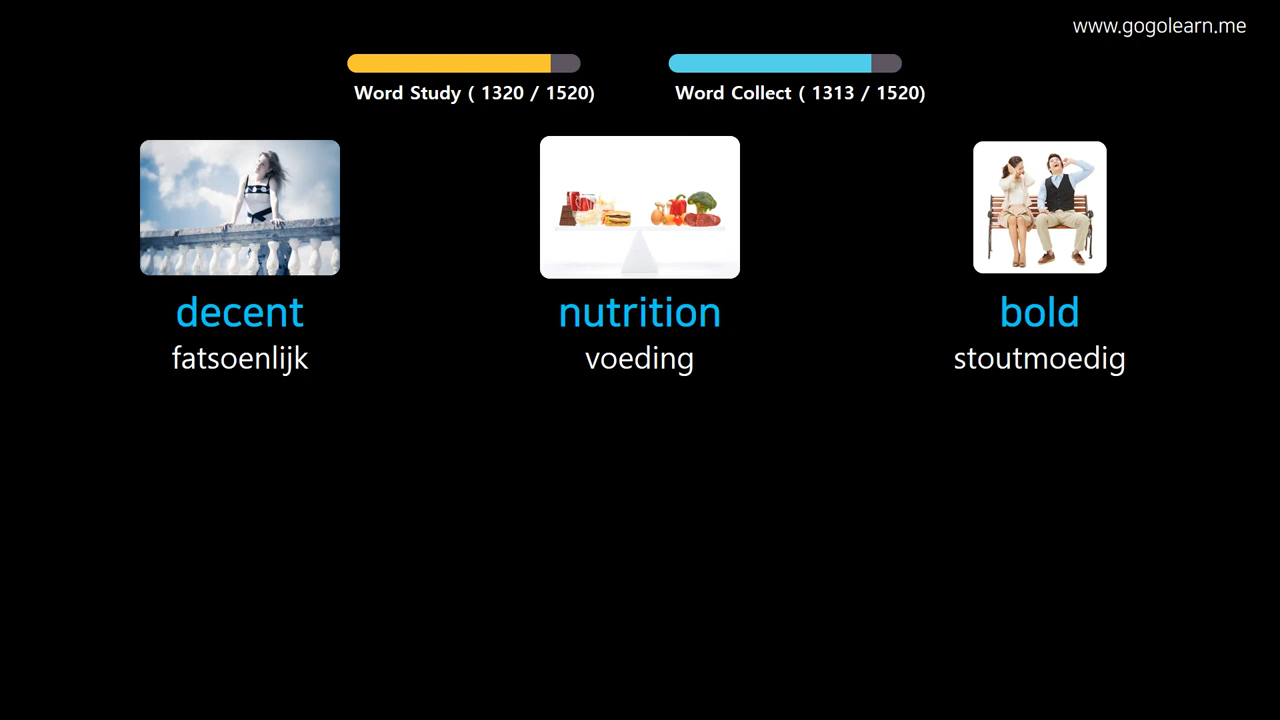 www.gogolearn.me
Word Study ( 1320 / 1520)
Word Collect ( 1313 / 1520)
decent
fatsoenlijk
nutrition
voeding
bold
stoutmoedig